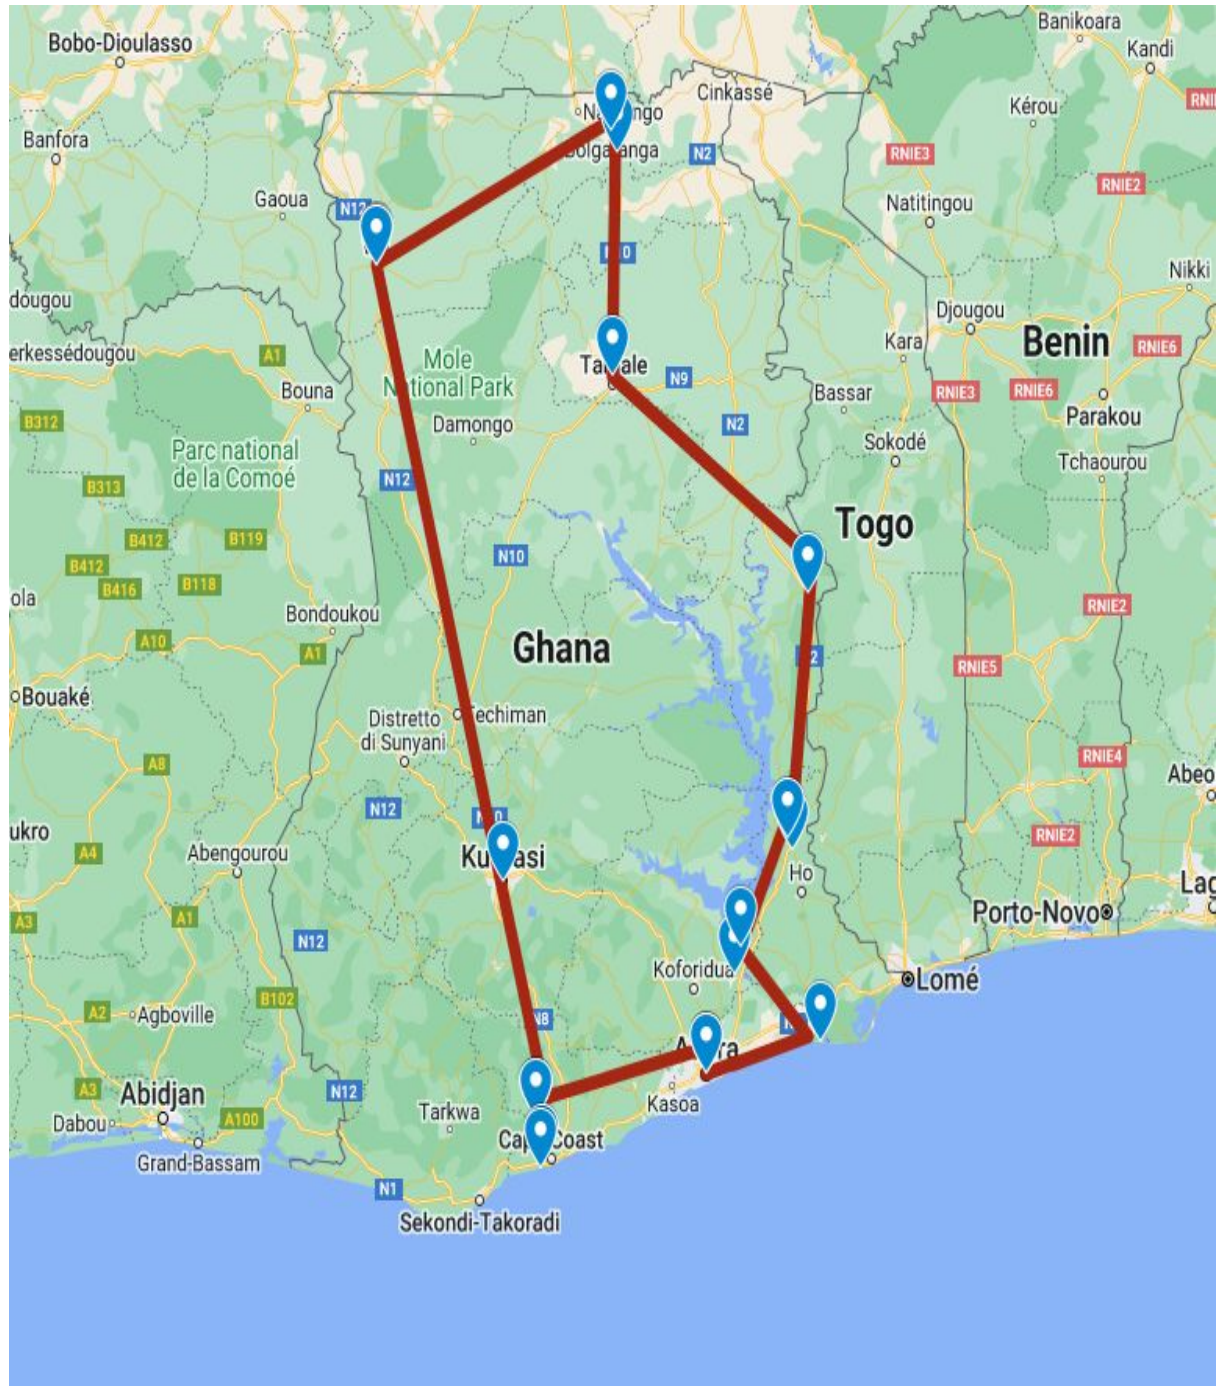 Banikoara
Bobo-Dioulasso
Kandi
Cinkassé
RNI
Kérou
Banfora
RNIE3
N2
RNIE2
Gaoua
N12
Natitingou
Nikki
dougou
Djougou
Benin
RNIE6
Kara
erkessédougou
A1
Mole
National Park
N9
RNIE3
RNIE6
Bouna
Bassar
Parakou
B312
Damongo
N2
Sokodé
Tchaourou
Parc national
de la Comoé
N12
B313
Togo
B412
B119
N10
B412
B416
B118
ola
Bondoukou
RNIE2
A10
A1
Ghana
RNIE5
Bouaké
Distretto
di Sunyani
Techiman
RNIE4
A8
Abeo
N12
ukro
RNIE2
A4
Abengourou
Ho
Lag
Porto-Novo
A3
A1
N12
Koforidua
Lomé
B102
A2
Agboville
N8
A3
Abidjan
N12
Kasoa
Dabou
A100
Tarkwa
Grand-Bassam
N1
Sekondi-Takoradi